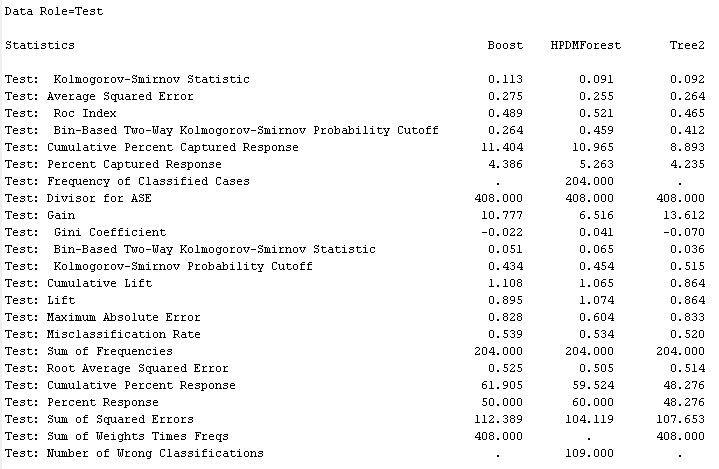 Data Role=Test
Statistics Boost HPDMForest Tree2
Test: Kolmogorov-Smirnov Statistic 0.113 0.091 0.092
Test: Average Squared Error 0.275 0.255 0.264
Test: Roc Index 0.489 0.521 0.465
Test: Bin-Based Two-Way Kolmogorov-Smirnov Probability Cutoff 0.264 0.459 0.412
Test: Cumulative Percent Captured Response 11.404 10.965 8.893
Test: Percent Captured Response 4.386 5.263 4.235
Test: Frequency of Classified Cases . 204.000 .
Test: Divisor for ASE 408.000 408.000 408.000
Test: Gain 10.777 6.516 13.612
Test: Gini Coefficient -0.022 0.041 -0.070
Test: Bin-Based Two-Way Kolmogorov-Smirnov Statistic 0.051 0.065 0.036
Test: Kolmogorov-Smirnov Probability Cutoff 0.434 0.454 0.515
Test: Cumulative Lift 1.108 1.065 0.864
Test: Lift 0.895 1.074 0.864
Test: Maximum Absolute Error 0.828 0.604 0.833
Test: Misclassification Rate 0.539 0.534 0.520
Test: Sum of Frequencies 204.000 204.000 204.000
Test: Root Average Squared Error 0.525 0.505 0.514
Test: Cumulative Percent Response 61.905 59.524 48.276
Test: Percent Response 50.000 60.000 48.276
Test: Sum of Squared Errors 112.389 104.119 107.653
Test: Sum of Weights Times Freqs 408.000 . 408.000
Test: Number of Wrong Classifications . 109.000 .